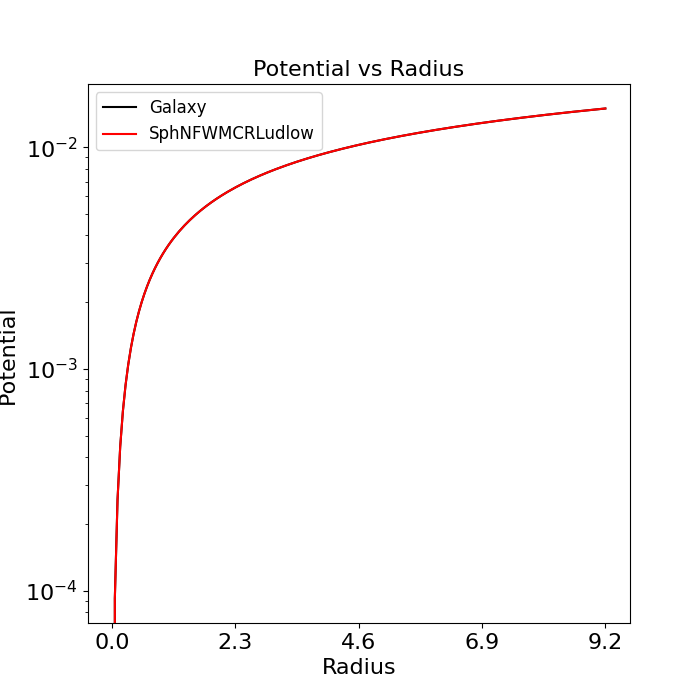 Potential vs Radius
Galaxy
SphNFWMCRLudlow
10⁻²
10⁻³
10⁻⁴
Potential
0.0 2.3 4.6 6.9 9.2
Radius